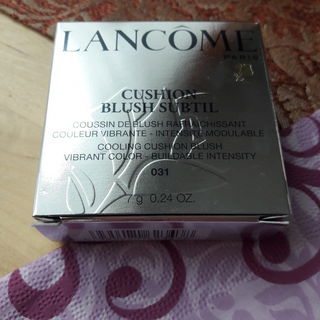 LANCÔME
PARIS
CUSHION
BLUSH SUBTIL
COUSSIN DE BLUSH RAFRAÎCHISSANT
COULEUR VIBRANTE - INTENSITÉ MODULABLE
COOLING CUSHION BLUSH
VIBRANT COLOR - BUILDABLE INTENSITY
031
7 g 0.24 OZ.